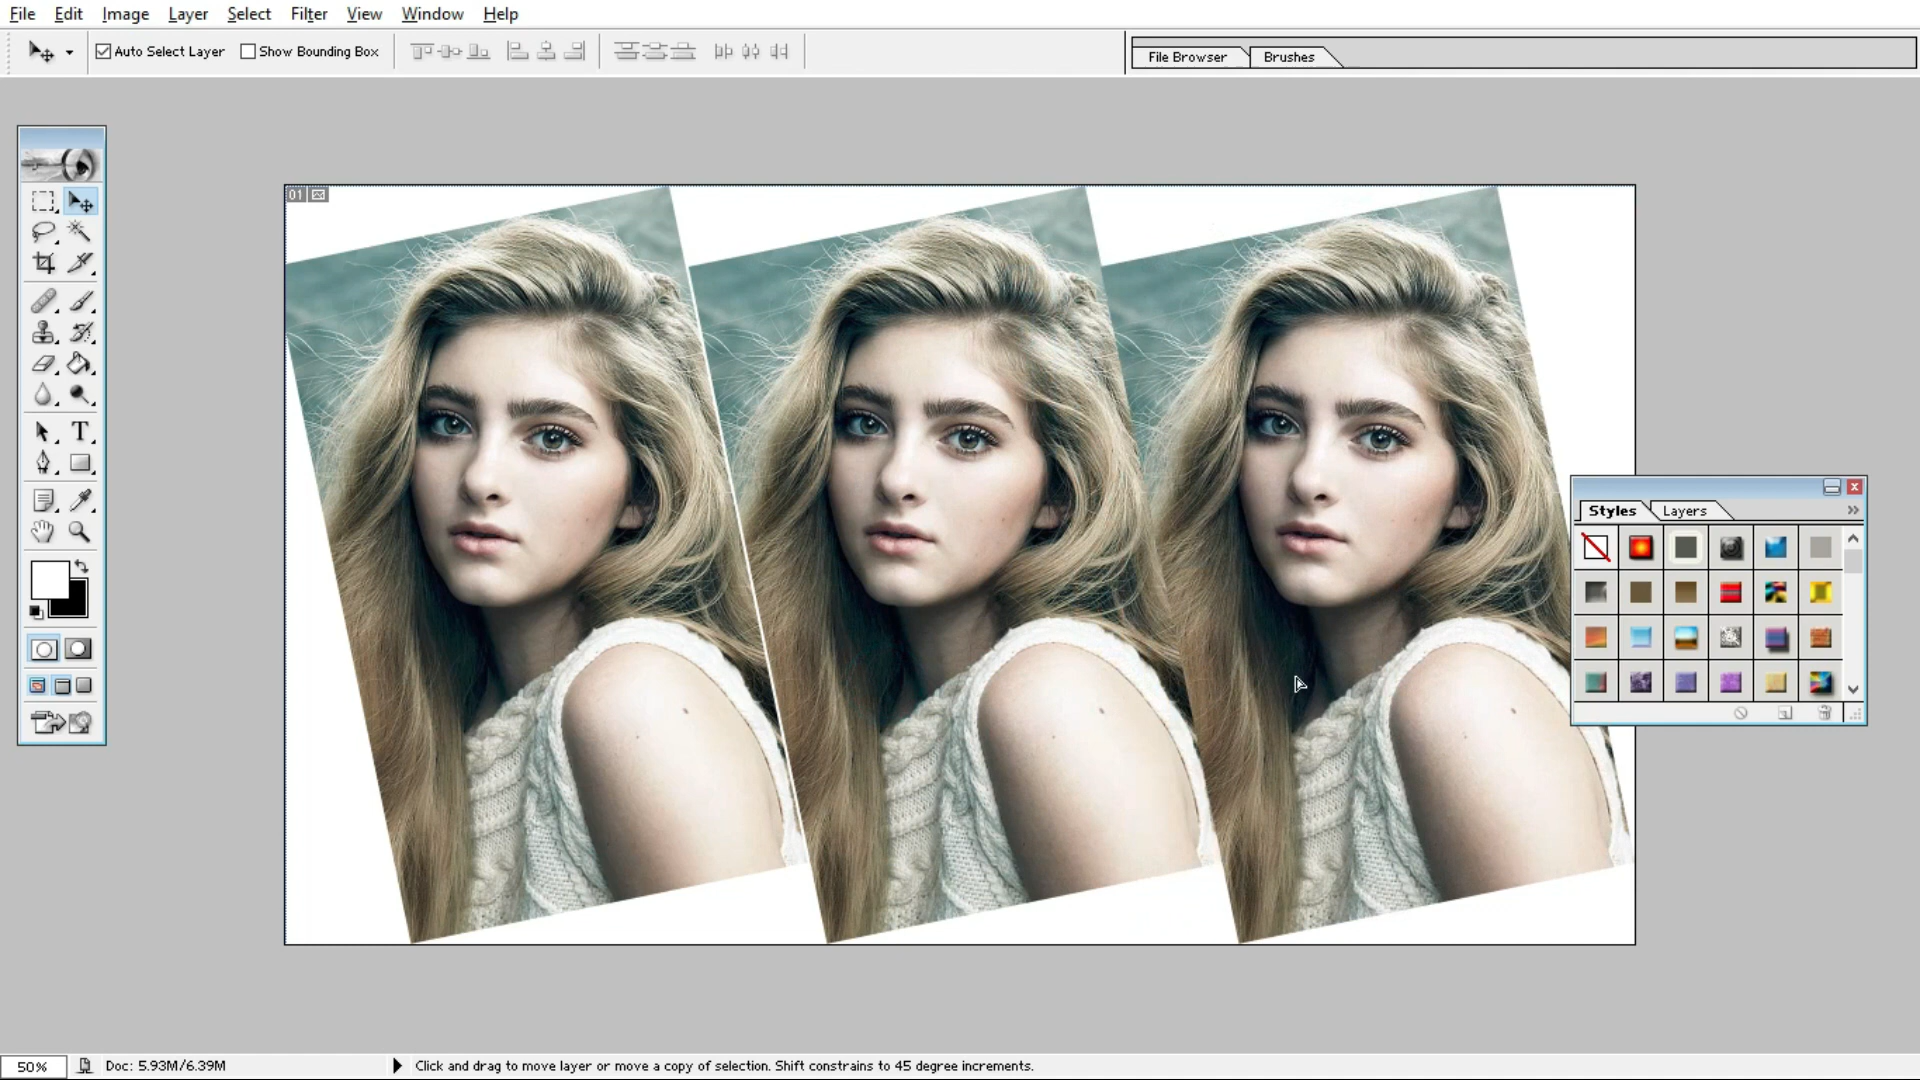 File Edit Image Layer Select Filter View Window Help
Auto Select Layer Show Bounding Box File Browser Brushes
01
T
Styles Layers
50% Doc: 5.93M/6.39M Click and drag to move layer or move a copy of selection. Shift constrains to 45 degree increments.